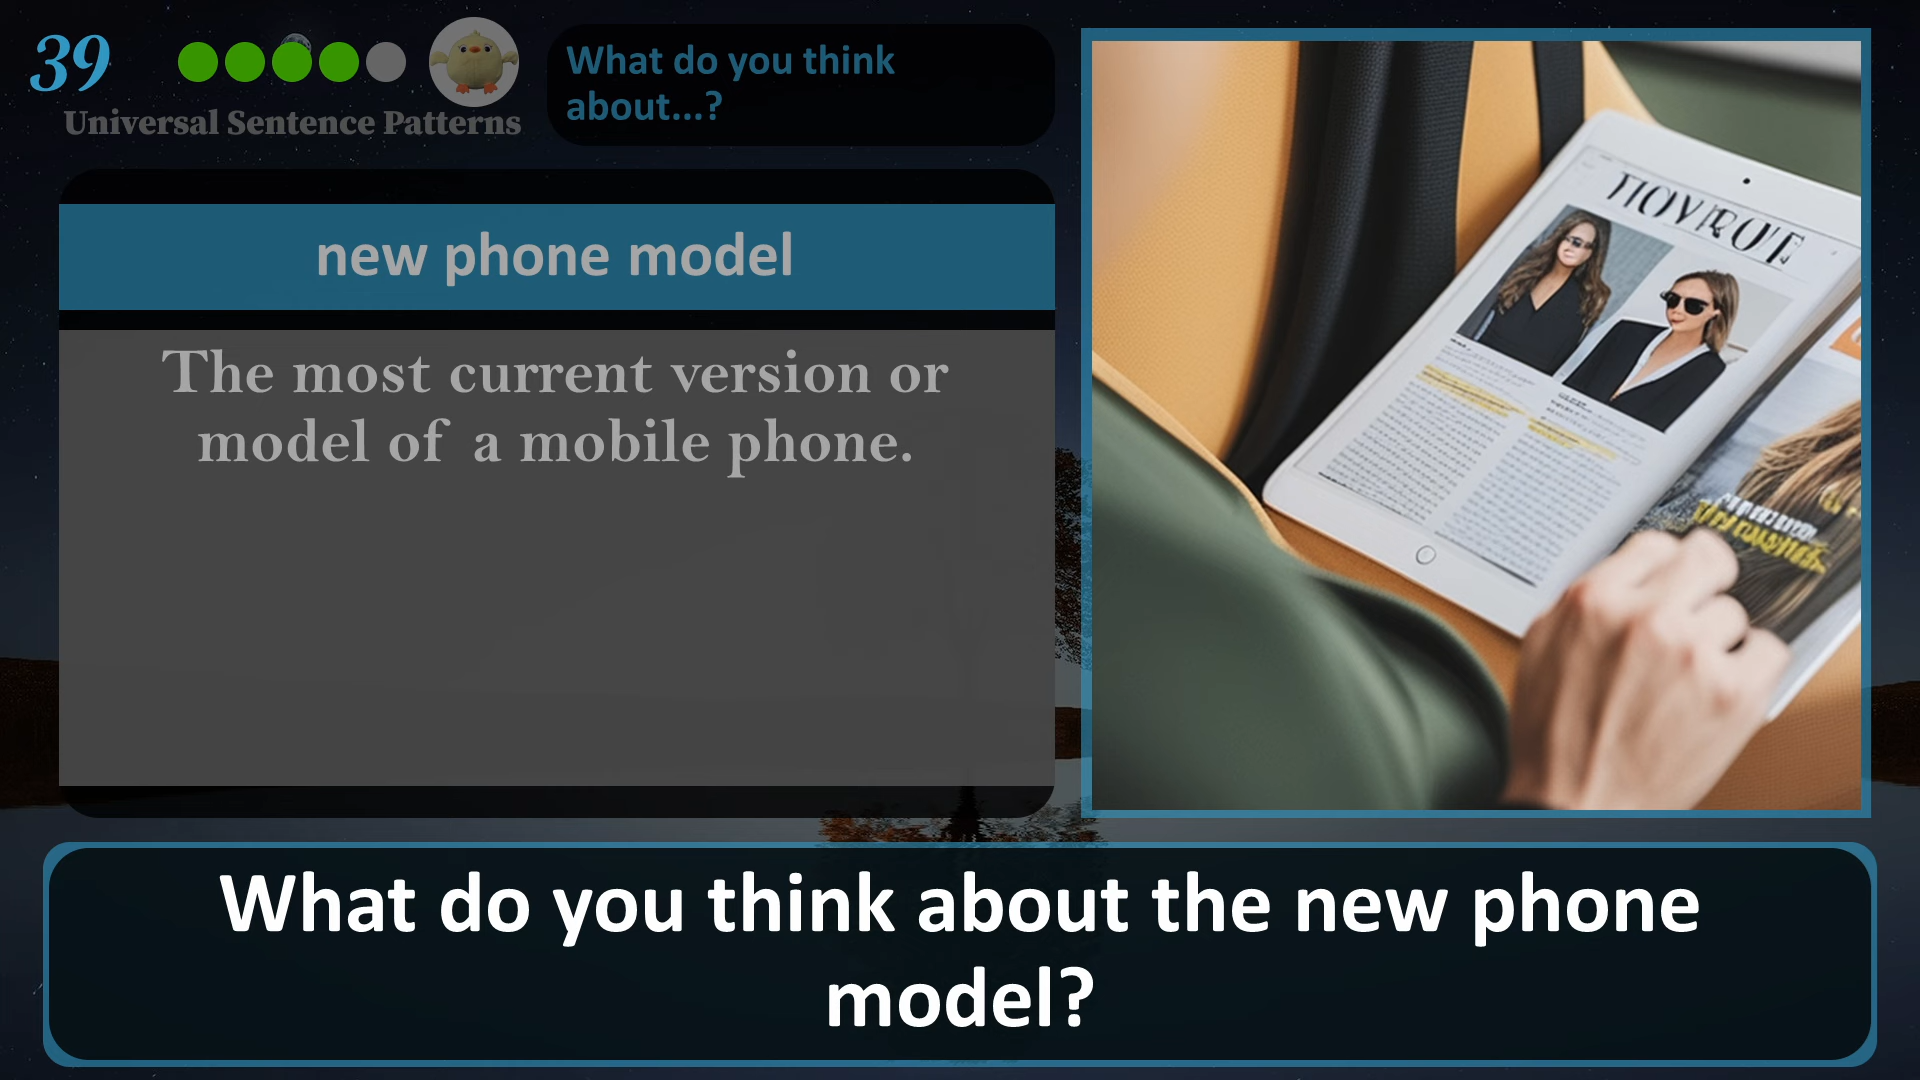 39
Universal Sentence Patterns
What do you think
about...?
new phone model
The most current version or
model of a mobile phone.
What do you think about the new phone
model?